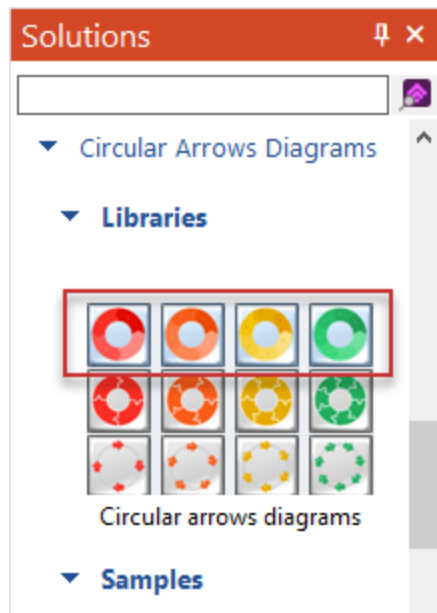 Solutions
Circular Arrows Diagrams
Libraries
Circular arrows diagrams
Samples